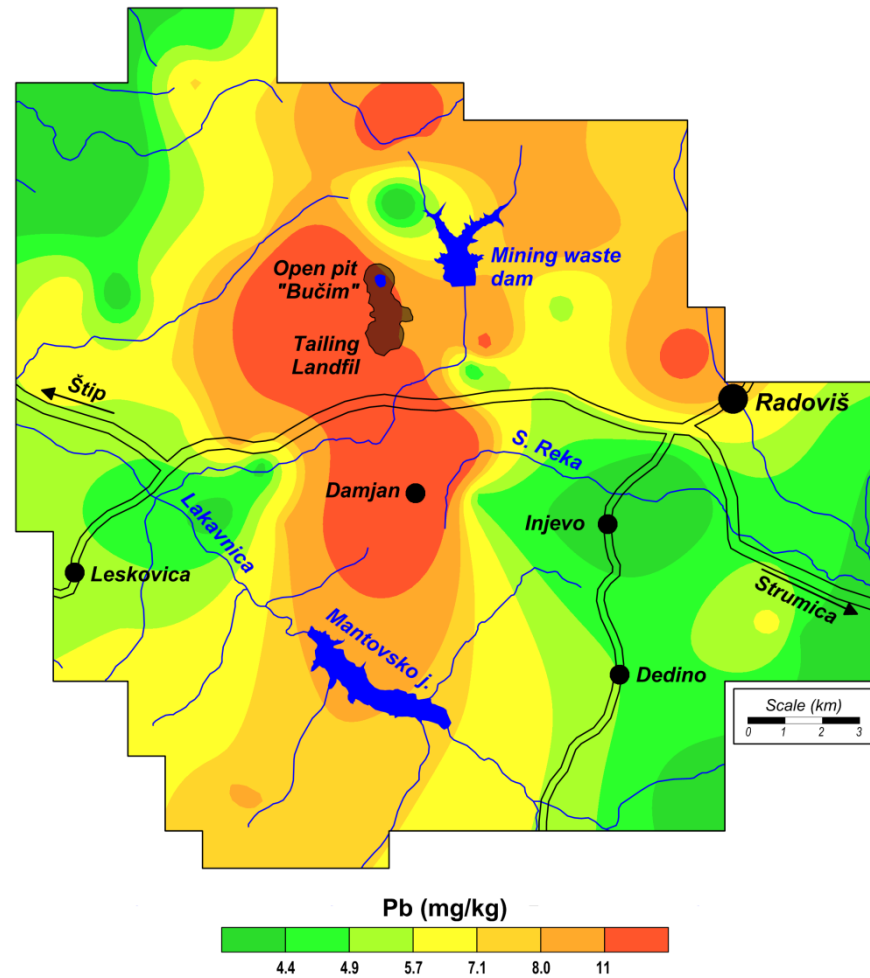 Open pit
"Bučim"
Mining waste
dam
Tailing
Landfil
Štip
Radoviš
S. Reka
Damjan
Lakavnica
Injevo
Leskovica
Strumica
Mantovsko j.
Dedino
Scale (km)
0 1 2 3
Pb (mg/kg)
4.4 4.9 5.7 7.1 8.0 11